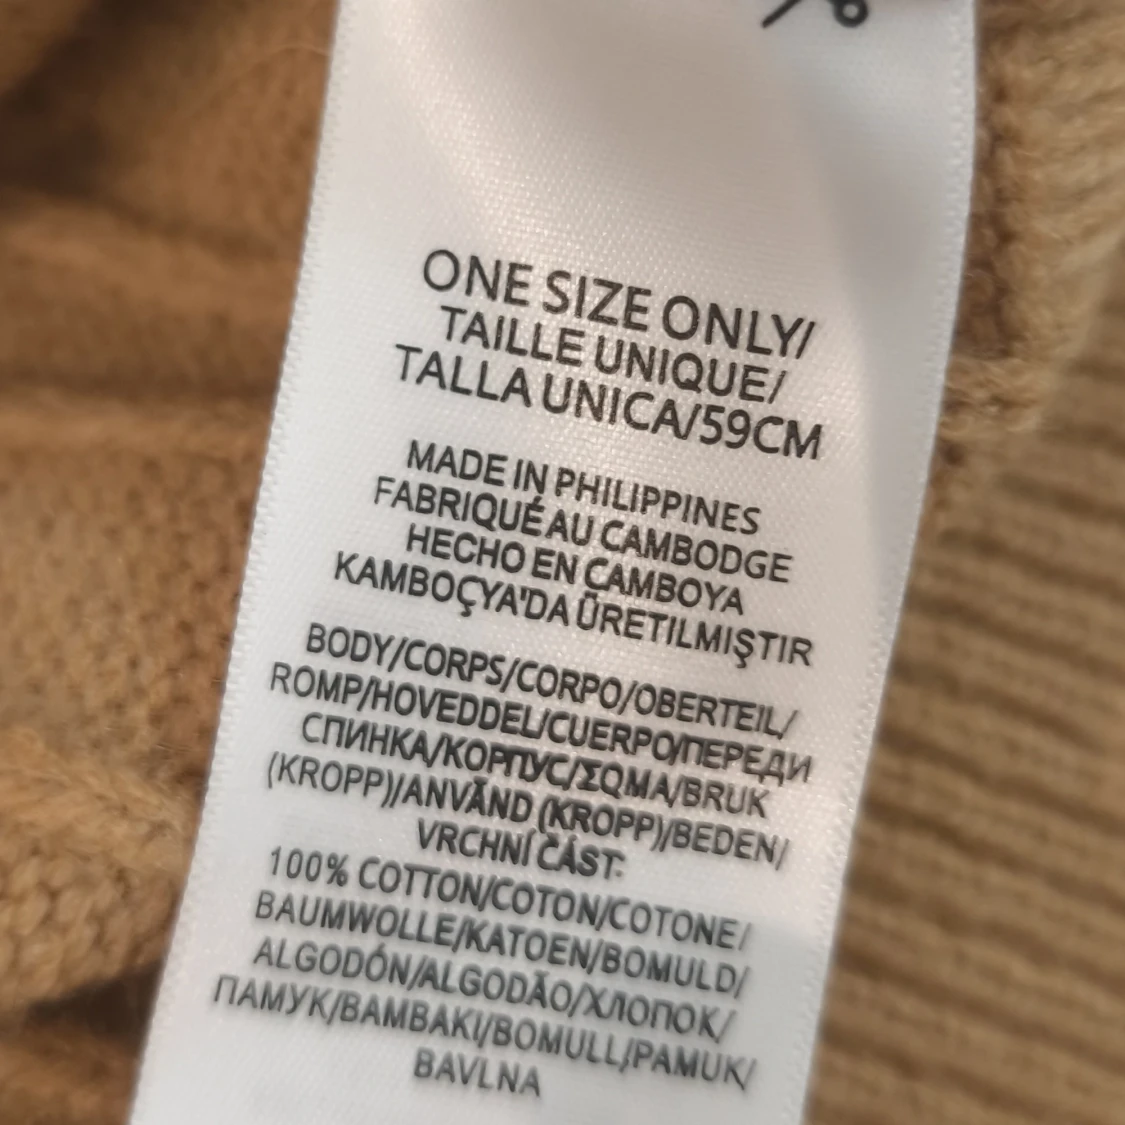 ONE SIZE ONLY/
TAILLE UNIQUE/
TALLA UNICA/59CM
MADE IN PHILIPPINES
FABRIQUÉ AU CAMBODGE
HECHO EN CAMBOYA
KAMBOÇYA'DA ÜRETILMIŞTIR
BODY/CORPS/CORPO/OBERTEIL/
ROMP/HOVEDDEL/CUERPO/ПЕРЕДИ
СПИНКА/КОРПУС/ΣΩMA/BRUK
(KROPP)/ANVÄND (KROPP)/BEDEN/
VRCHNÍ ČÁST:
100% COTTON/COTON/COTONE/
BAUMWOLLE/KATOEN/BOMULD/
ALGODÓN/ALGODÃO/ХЛОПОК/
ПАМУК/BAMBAKI/BOMULL/PAMUK/
BAVLNA